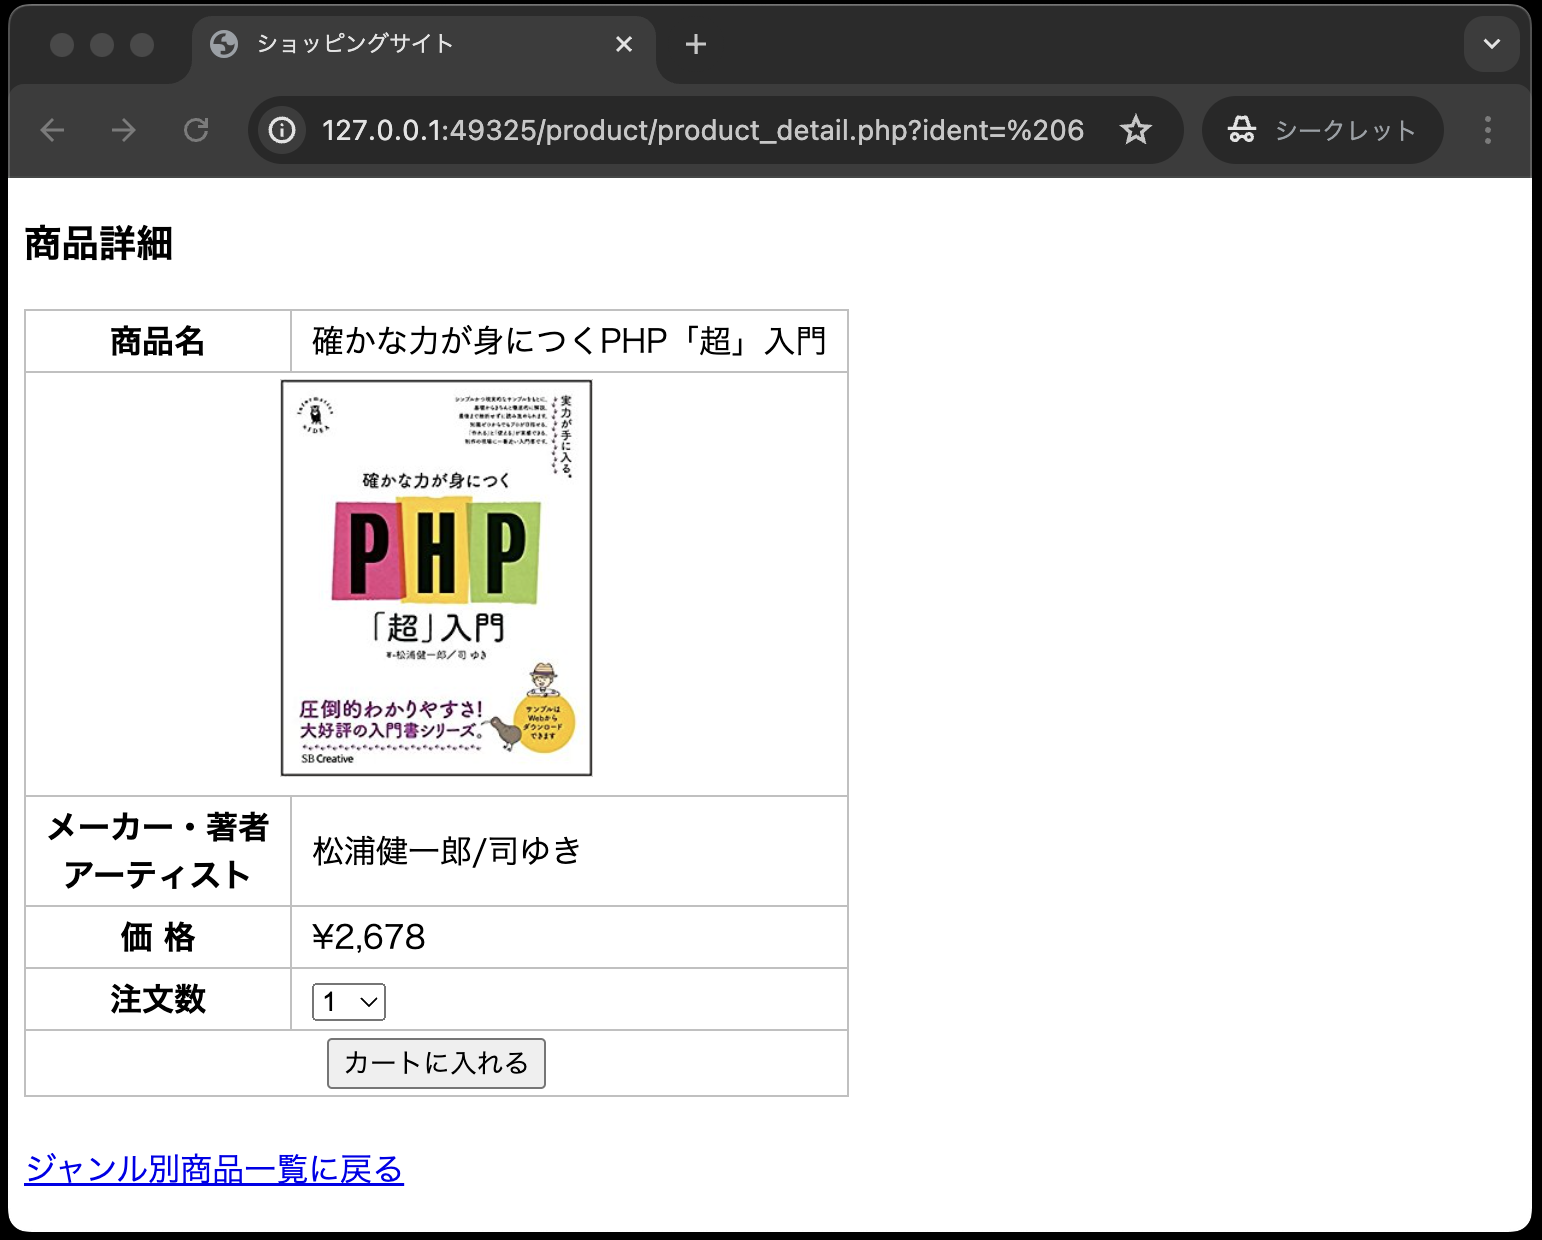 ショッピングサイト
127.0.0.1:49325/product/product_detail.php?ident=%206
シークレット
商品詳細
商品名
確かな力が身につくPHP「超」入門
実力が手に入る。
確かな力が身につく
PHP
「超」入門
松浦健一郎／司 ゆき
圧倒的わかりやすさ!
大好評の入門書シリーズ。
サンプルは
Webから
ダウンロード
できます
SB Creative
メーカー・著者
アーティスト
松浦健一郎/司ゆき
価 格
¥2,678
注文数
1
カートに入れる
ジャンル別商品一覧に戻る